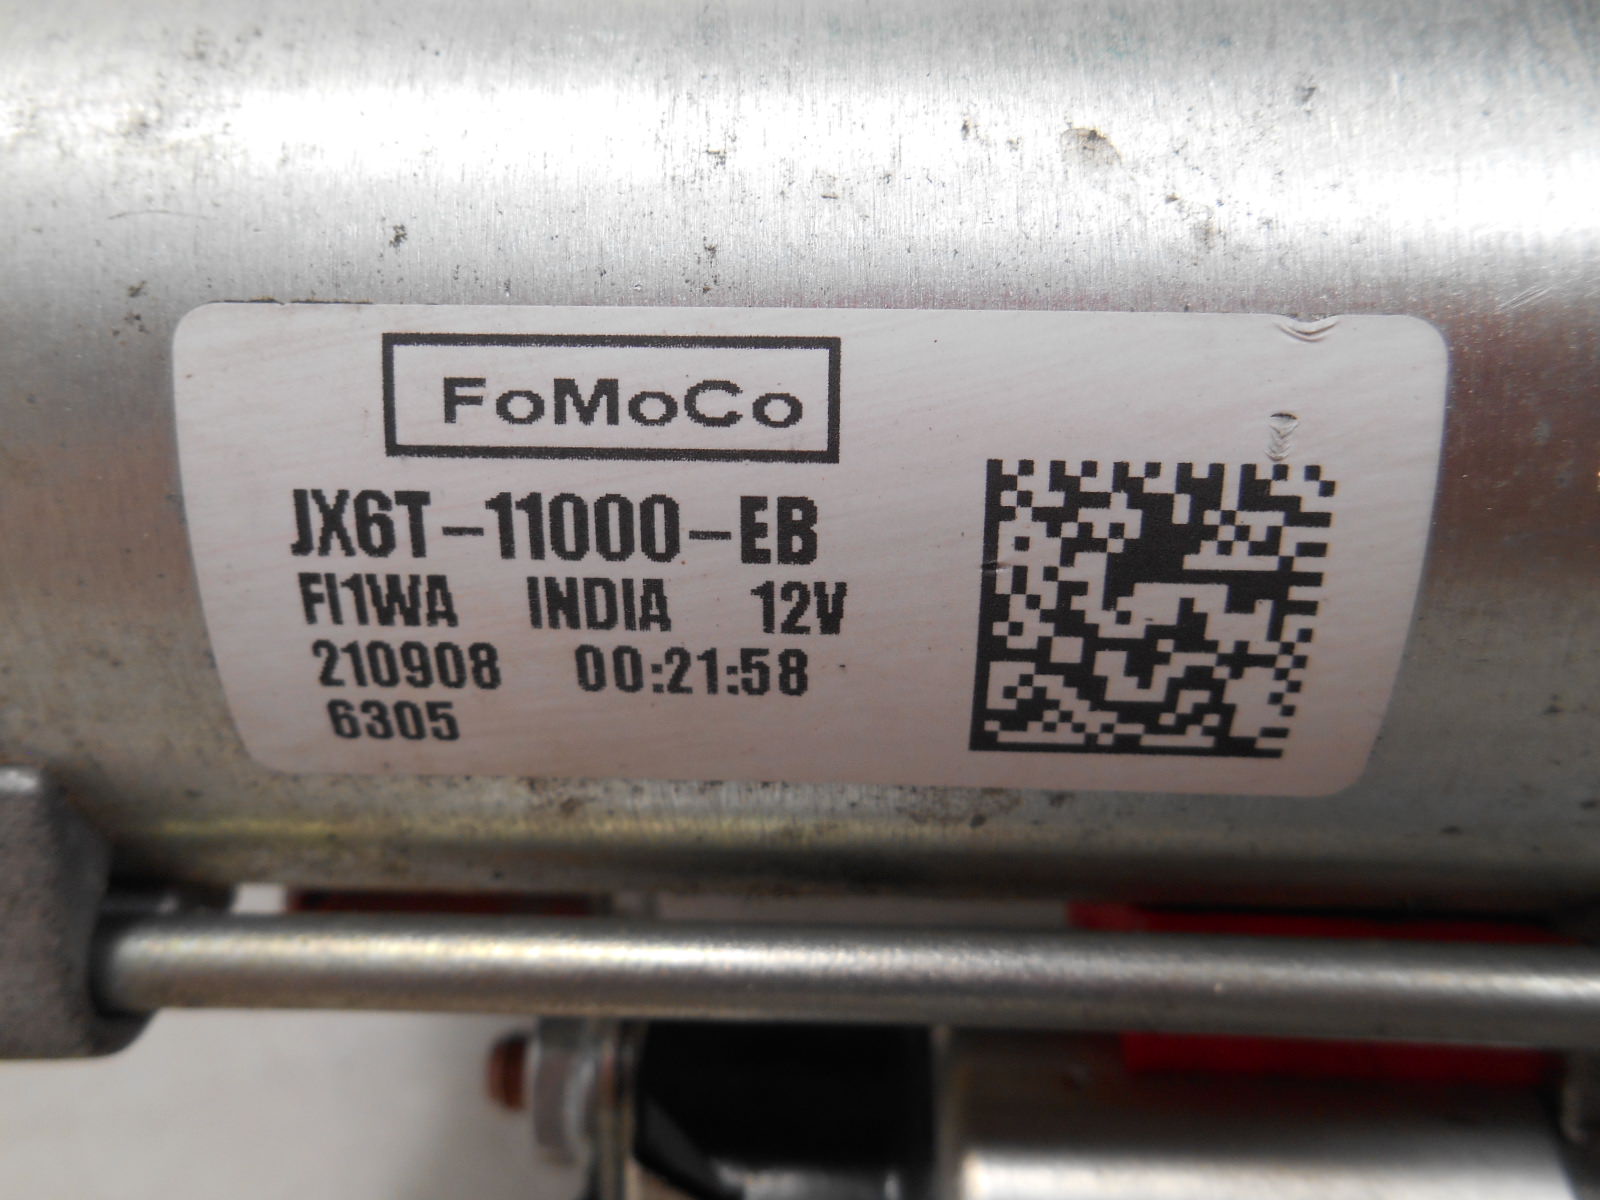 FoMoCo
JX6T-11000-EB
FI1WA INDIA 12V
210908 00:21:58
6305